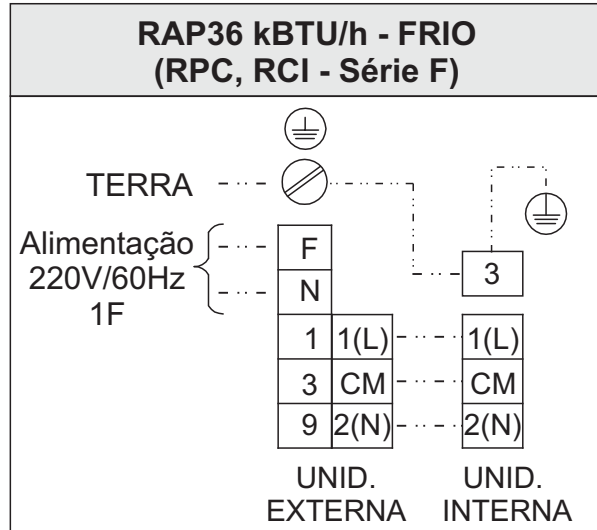 RAP36 kBTU/h - FRIO
(RPC, RCI - Série F)
TERRA
Alimentação
220V/60Hz
1F
F
N
3
1 1(L) 1(L)
3 CM CM
9 2(N) 2(N)
UNID. UNID.
EXTERNA INTERNA